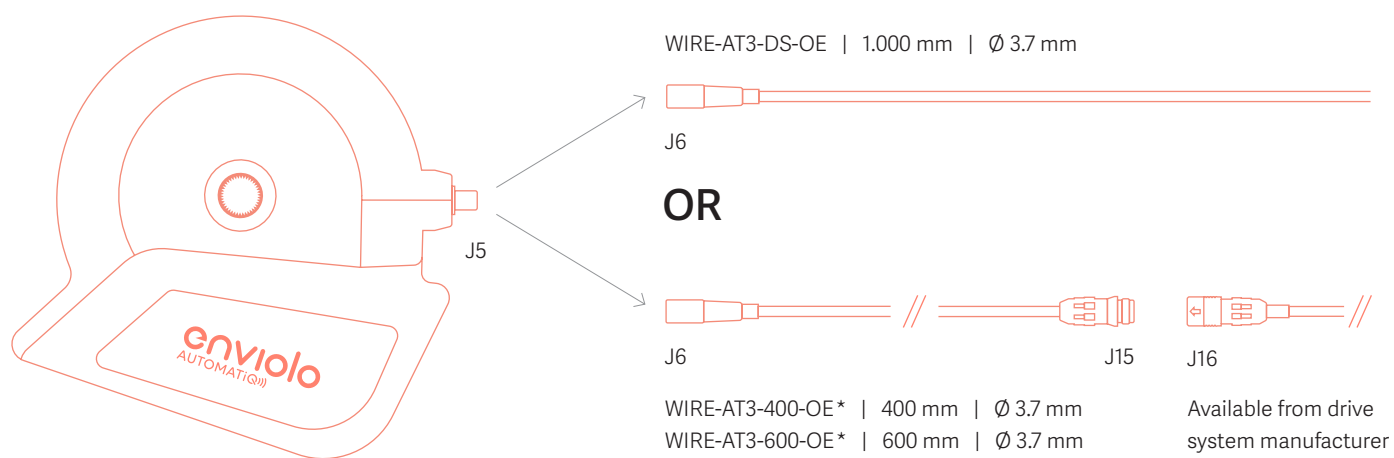 WIRE-AT3-DS-OE | 1.000 mm | Ø 3.7 mm
J6
OR
J5
J6
J15
J16
WIRE-AT3-400-OE* | 400 mm | Ø 3.7 mm
WIRE-AT3-600-OE* | 600 mm | Ø 3.7 mm
Available from drive
system manufacturer
enviolo
AUTOMATiQ)))